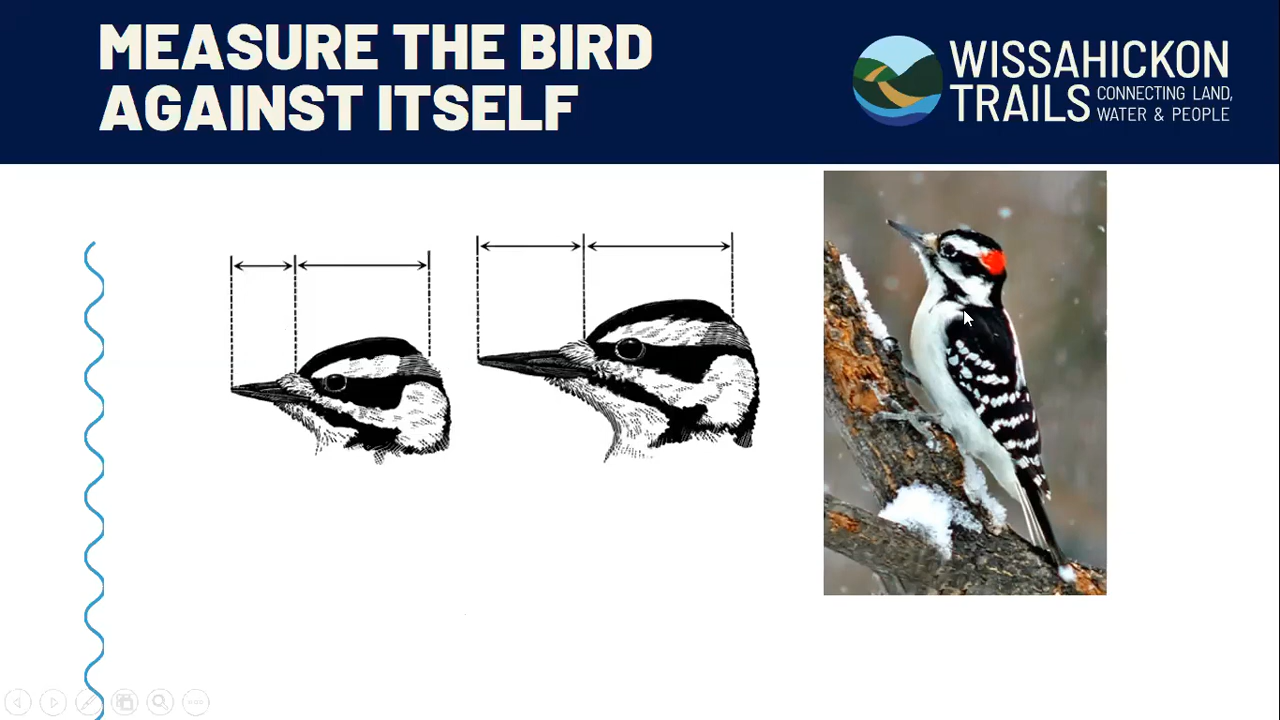 MEASURE THE BIRD
AGAINST ITSELF
WISSAHICKON
TRAILS
CONNECTING LAND,
WATER & PEOPLE